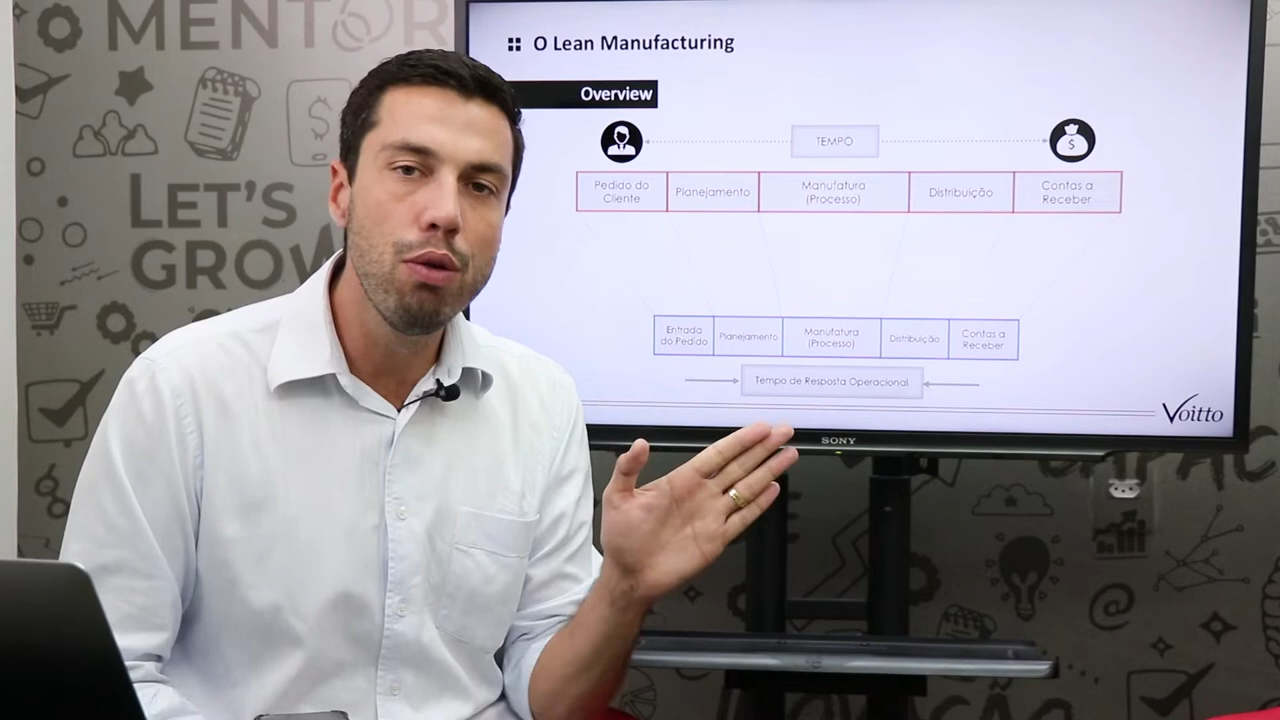 MENTOR
LET'S
GROW
O Lean Manufacturing
Overview
TEMPO
Pedido do
Cliente
Planejamento
Manufatura
(Processo)
Distribuição
Contas a
Receber
Entrada
do Pedido
Planejamento
Manufatura
(Processo)
Distribuição
Contas a
Receber
Tempo de Resposta Operacional
Voitto
SONY